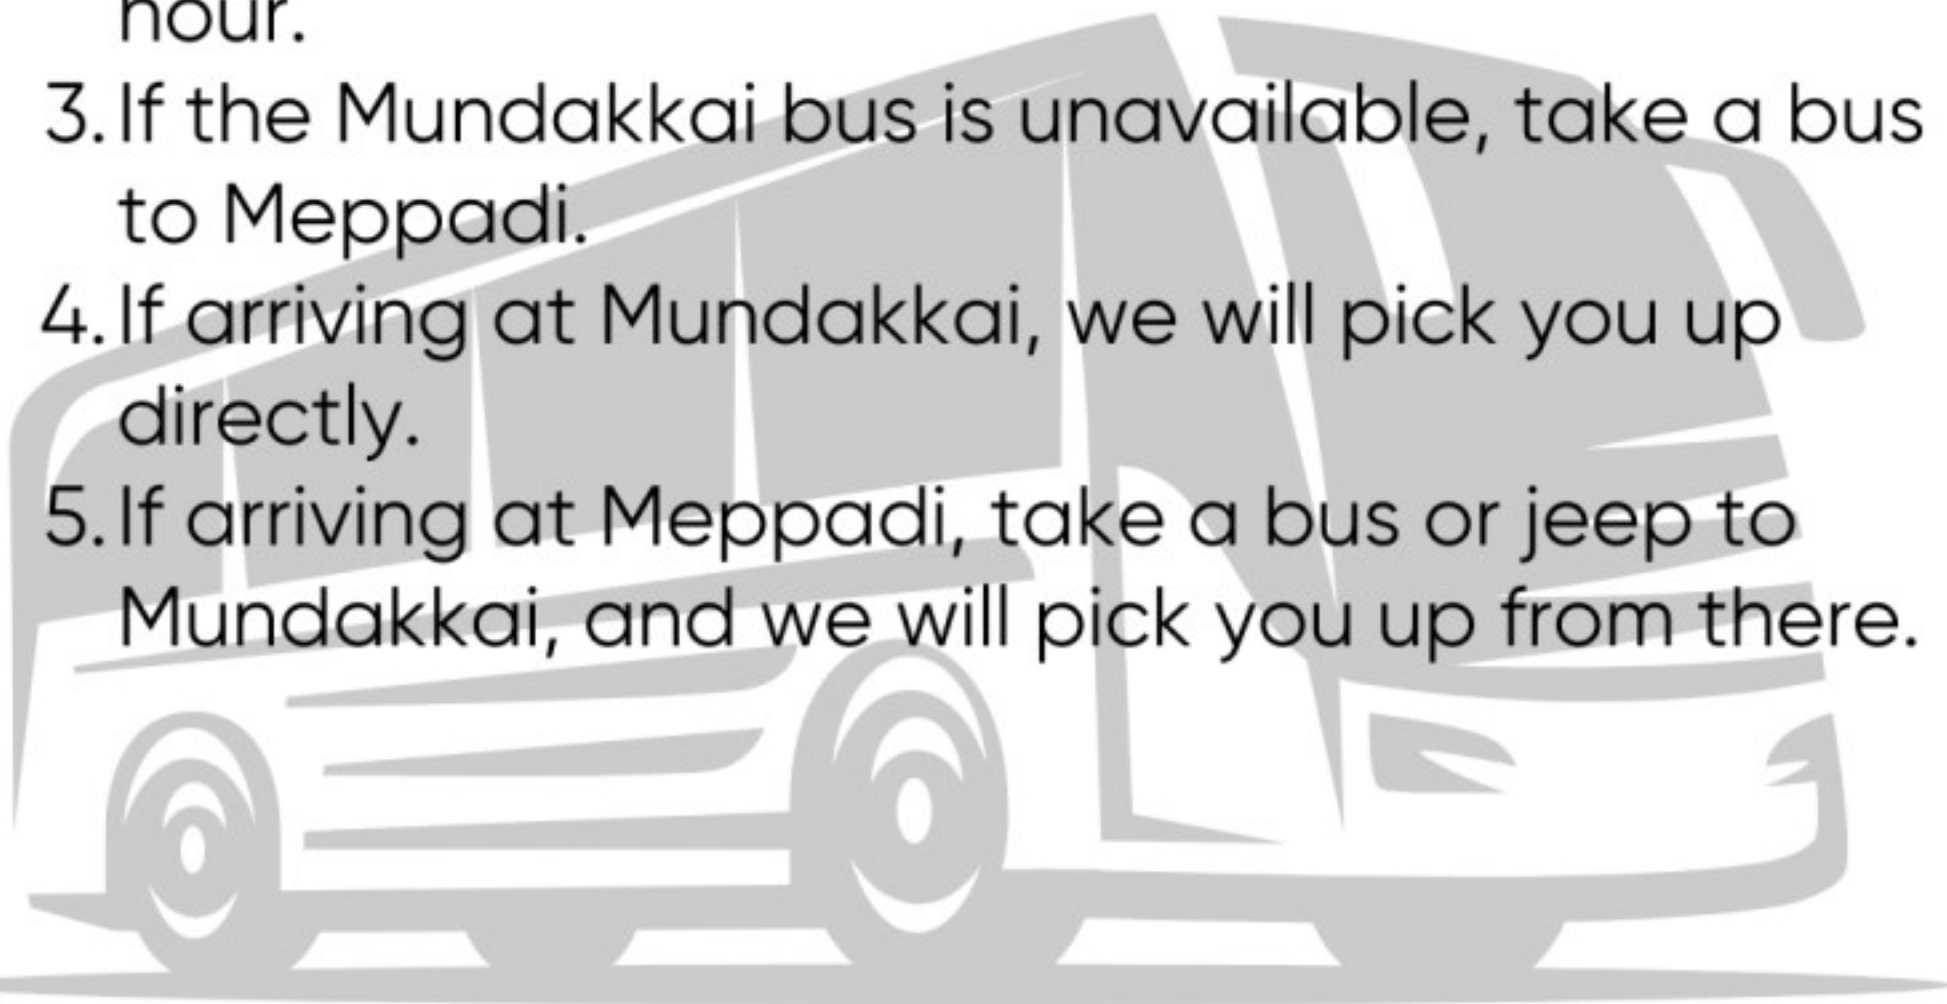 hour.
3. If the Mundakkai bus is unavailable, take a bus
to Meppadi.
4. If arriving at Mundakkai, we will pick you up
directly.
5. If arriving at Meppadi, take a bus or jeep to
Mundakkai, and we will pick you up from there.